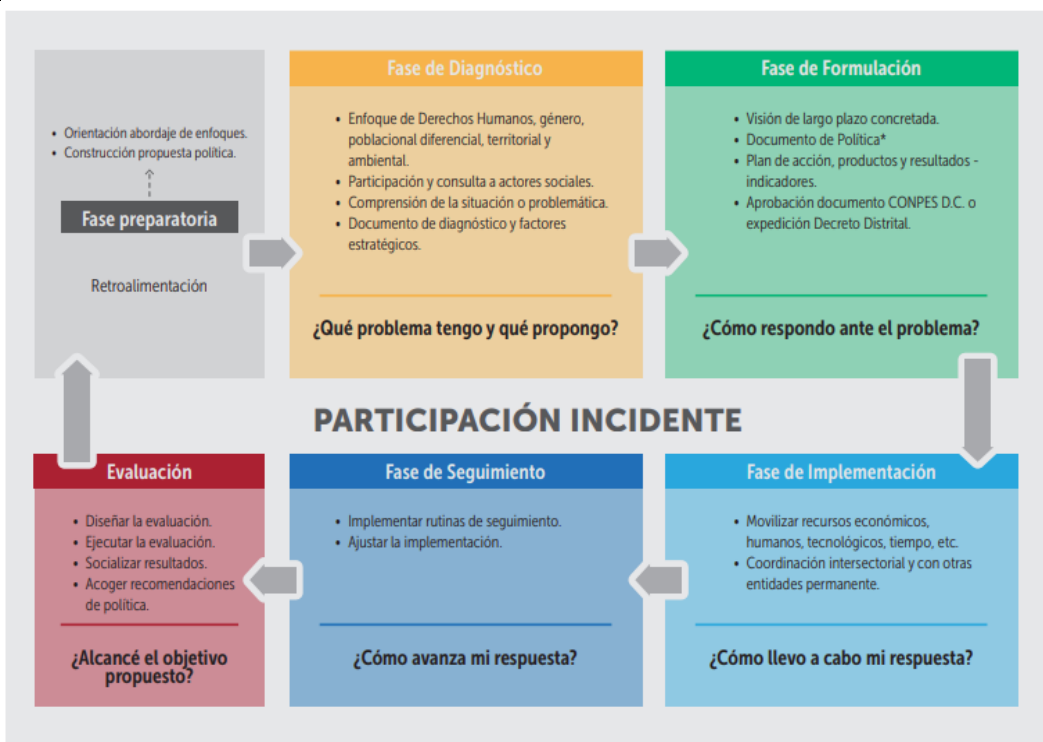 • Orientación abordaje de enfoques.
• Construcción propuesta política.
Fase preparatoria
Retroalimentación
Fase de Diagnóstico
• Enfoque de Derechos Humanos, género,
poblacional diferencial, territorial y
ambiental.
• Participación y consulta a actores sociales.
• Comprensión de la situación o problemática.
• Documento de diagnóstico y factores
estratégicos.
¿Qué problema tengo y qué propongo?
Fase de Formulación
• Visión de largo plazo concretada.
• Documento de Política*
• Plan de acción, productos y resultados -
indicadores.
• Aprobación documento CONPES D.C. o
expedición Decreto Distrital.
¿Cómo respondo ante el problema?
PARTICIPACIÓN INCIDENTE
Evaluación
• Diseñar la evaluación.
• Ejecutar la evaluación.
• Socializar resultados.
• Acoger recomendaciones
de política.
¿Alcancé el objetivo
propuesto?
Fase de Seguimiento
• Implementar rutinas de seguimiento.
• Ajustar la implementación.
¿Cómo avanza mi respuesta?
Fase de Implementación
• Movilizar recursos económicos,
humanos, tecnológicos, tiempo, etc.
• Coordinación intersectorial y con otras
entidades permanente.
¿Cómo llevo a cabo mi respuesta?